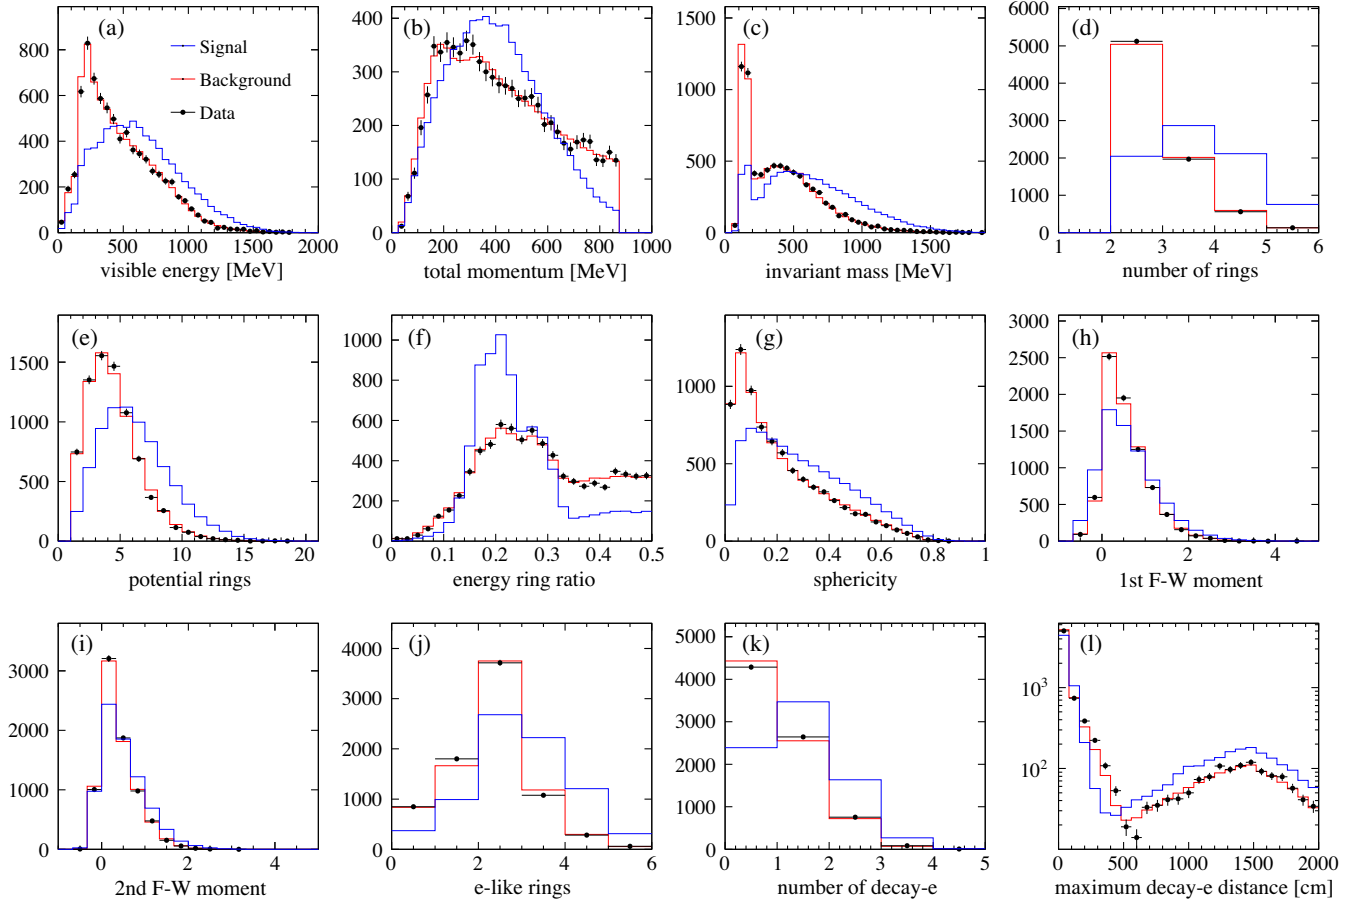 (a)
Signal
Background
Data
0
200
400
600
800
0 500 1000 1500 2000
visible energy [MeV]
(b)
0
100
200
300
400
0 200 400 600 800 1000
total momentum [MeV]
(c)
0
500
1000
1500
0 500 1000 1500
invariant mass [MeV]
(d)
0
1000
2000
3000
4000
5000
6000
1 2 3 4 5 6
number of rings
(e)
0
500
1000
1500
0 5 10 15 20
potential rings
(f)
0
200
400
600
800
1000
0 0.1 0.2 0.3 0.4 0.5
energy ring ratio
(g)
0
500
1000
0 0.2 0.4 0.6 0.8 1
sphericity
(h)
0
500
1000
1500
2000
2500
3000
0 2 4
1st F-W moment
(i)
0
1000
2000
3000
0 2 4
2nd F-W moment
(j)
0
1000
2000
3000
4000
0 2 4 6
e-like rings
(k)
0
1000
2000
3000
4000
5000
0 1 2 3 4 5
number of decay-e
(l)
10²
10³
0 500 1000 1500 2000
maximum decay-e distance [cm]